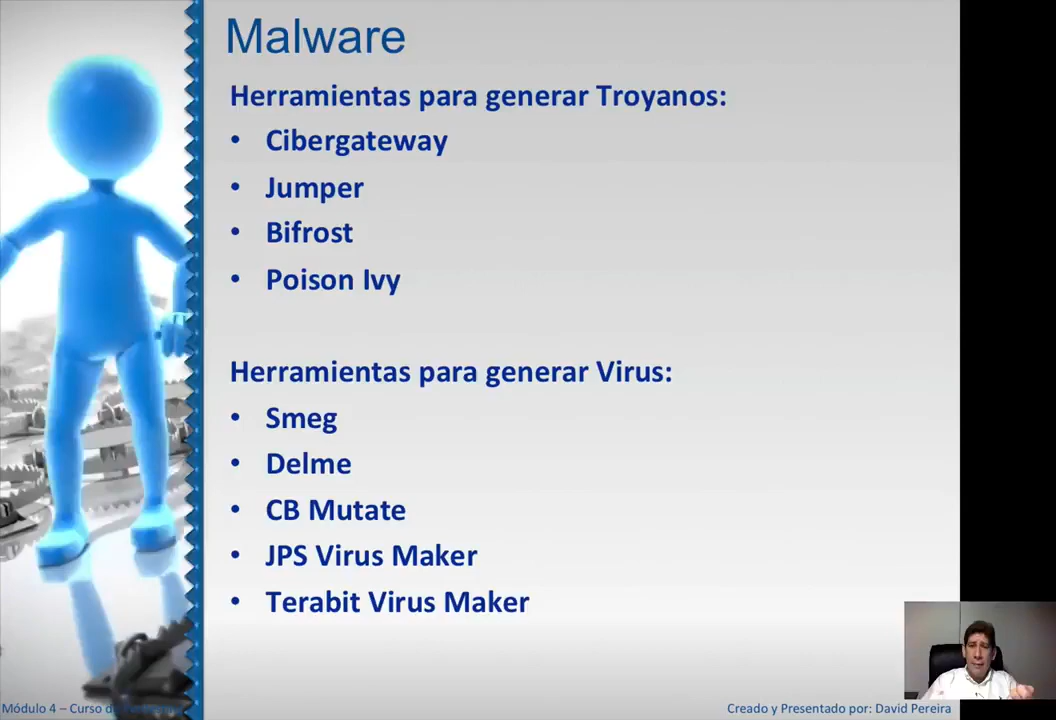 Malware
Herramientas para generar Troyanos:
• Cibergateway
• Jumper
• Bifrost
• Poison Ivy
Herramientas para generar Virus:
• Smeg
• Delme
• CB Mutate
• JPS Virus Maker
• Terabit Virus Maker
Módulo 4 – Curso
Creado y Presentado por: David Pereira